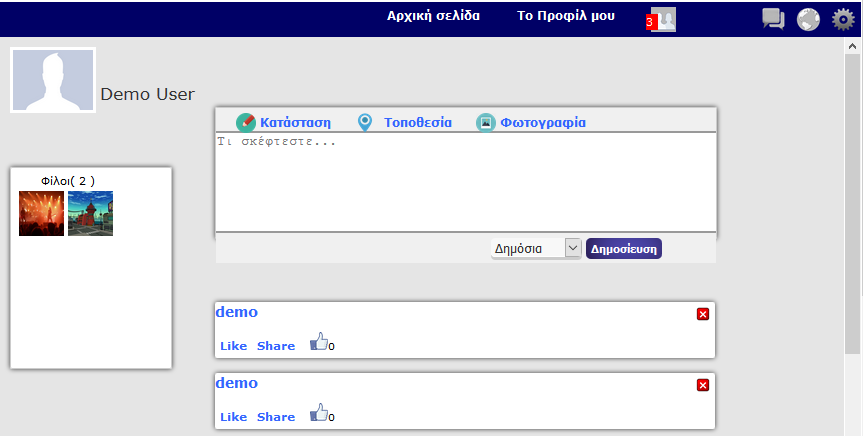 Αρχική σελίδα Το Προφίλ μου 3
Demo User
Κατάσταση Τοποθεσία Φωτογραφία
Τι σκέφτεστε...
Φίλοι( 2 )
Δημόσια Δημοσίευση
demo
Like Share 0
demo
Like Share 0